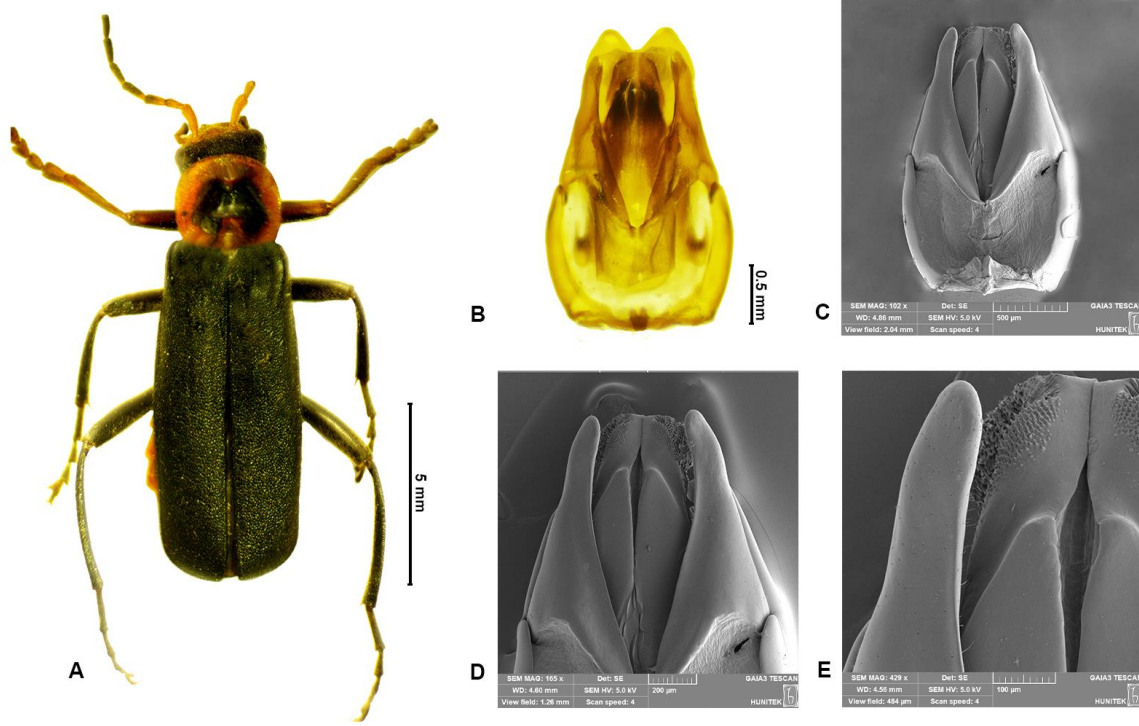 A
5 mm
B
0.5 mm
C
SEM MAG: 102 x Det: SE GAIA3 TESCAN
WD: 4.86 mm SEM HV: 5.0 kV 500 µm
View field: 2.04 mm Scan speed: 4 HUNITEK
D
SEM MAG: 165 x Det: SE GAIA3 TESCAN
WD: 4.60 mm SEM HV: 5.0 kV 200 µm
View field: 1.26 mm Scan speed: 4 HUNITEK
E
SEM MAG: 429 x Det: SE GAIA3 TESCAN
WD: 4.56 mm SEM HV: 5.0 kV 100 µm
View field: 484 µm Scan speed: 4 HUNITEK